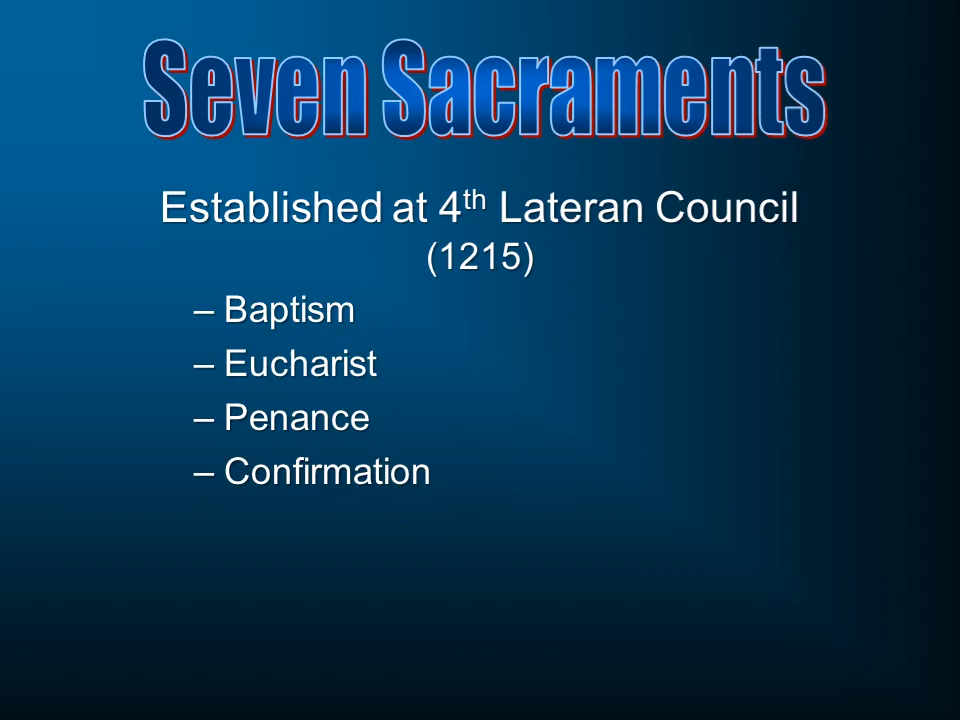 Seven Sacraments
Established at 4th Lateran Council
(1215)
– Baptism
– Eucharist
– Penance
– Confirmation